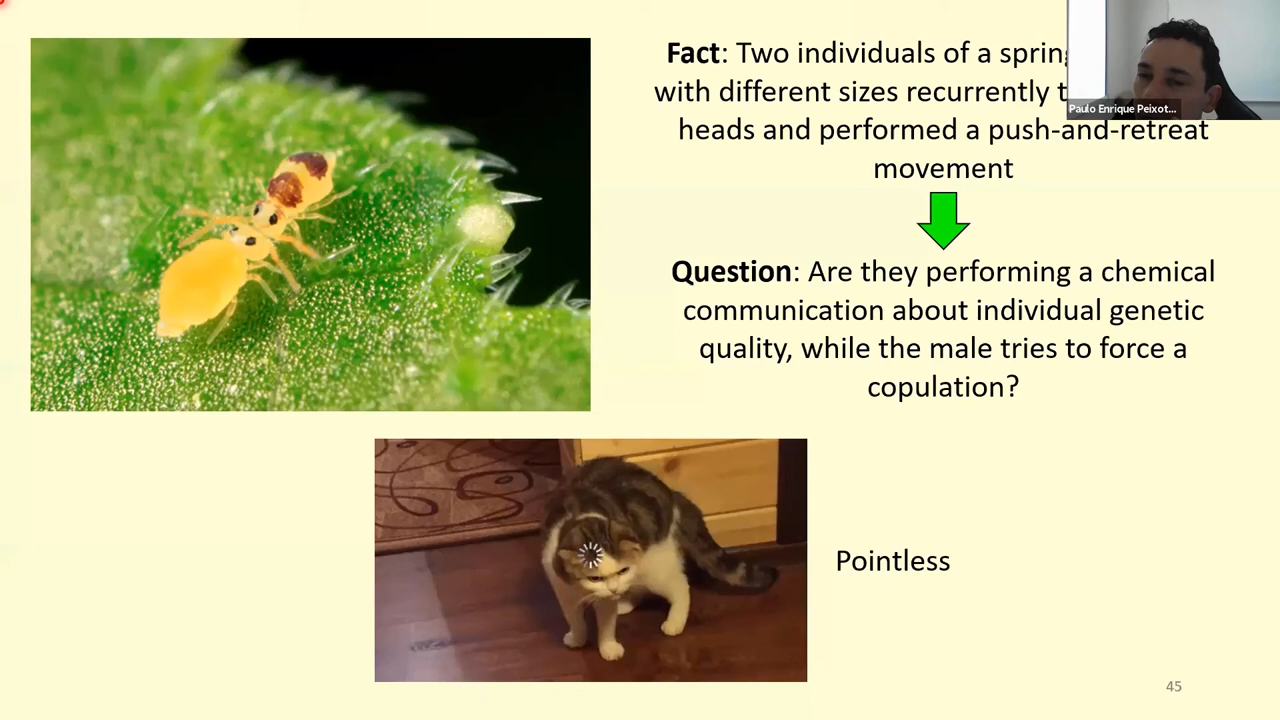 Fact: Two individuals of a spring
with different sizes recurrently t
heads and performed a push-and-retreat
movement
Question: Are they performing a chemical
communication about individual genetic
quality, while the male tries to force a
copulation?
Pointless
45
Paulo Enrique Peixot...